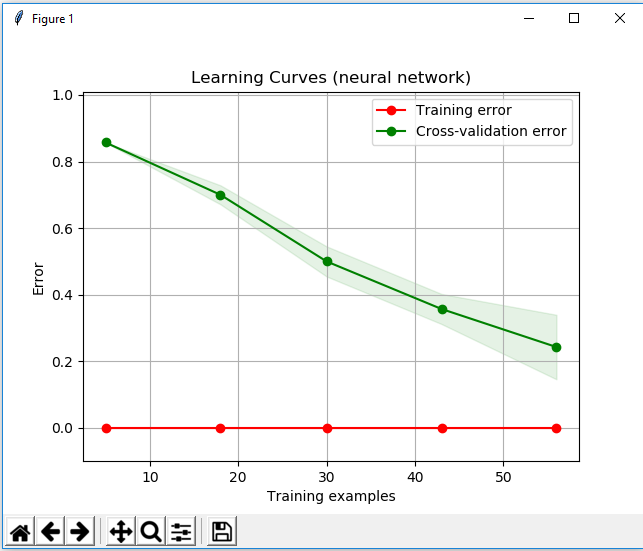 Figure 1
Learning Curves (neural network)
Training error
Cross-validation error
Error
1.0
0.8
0.6
0.4
0.2
0.0
10 20 30 40 50
Training examples